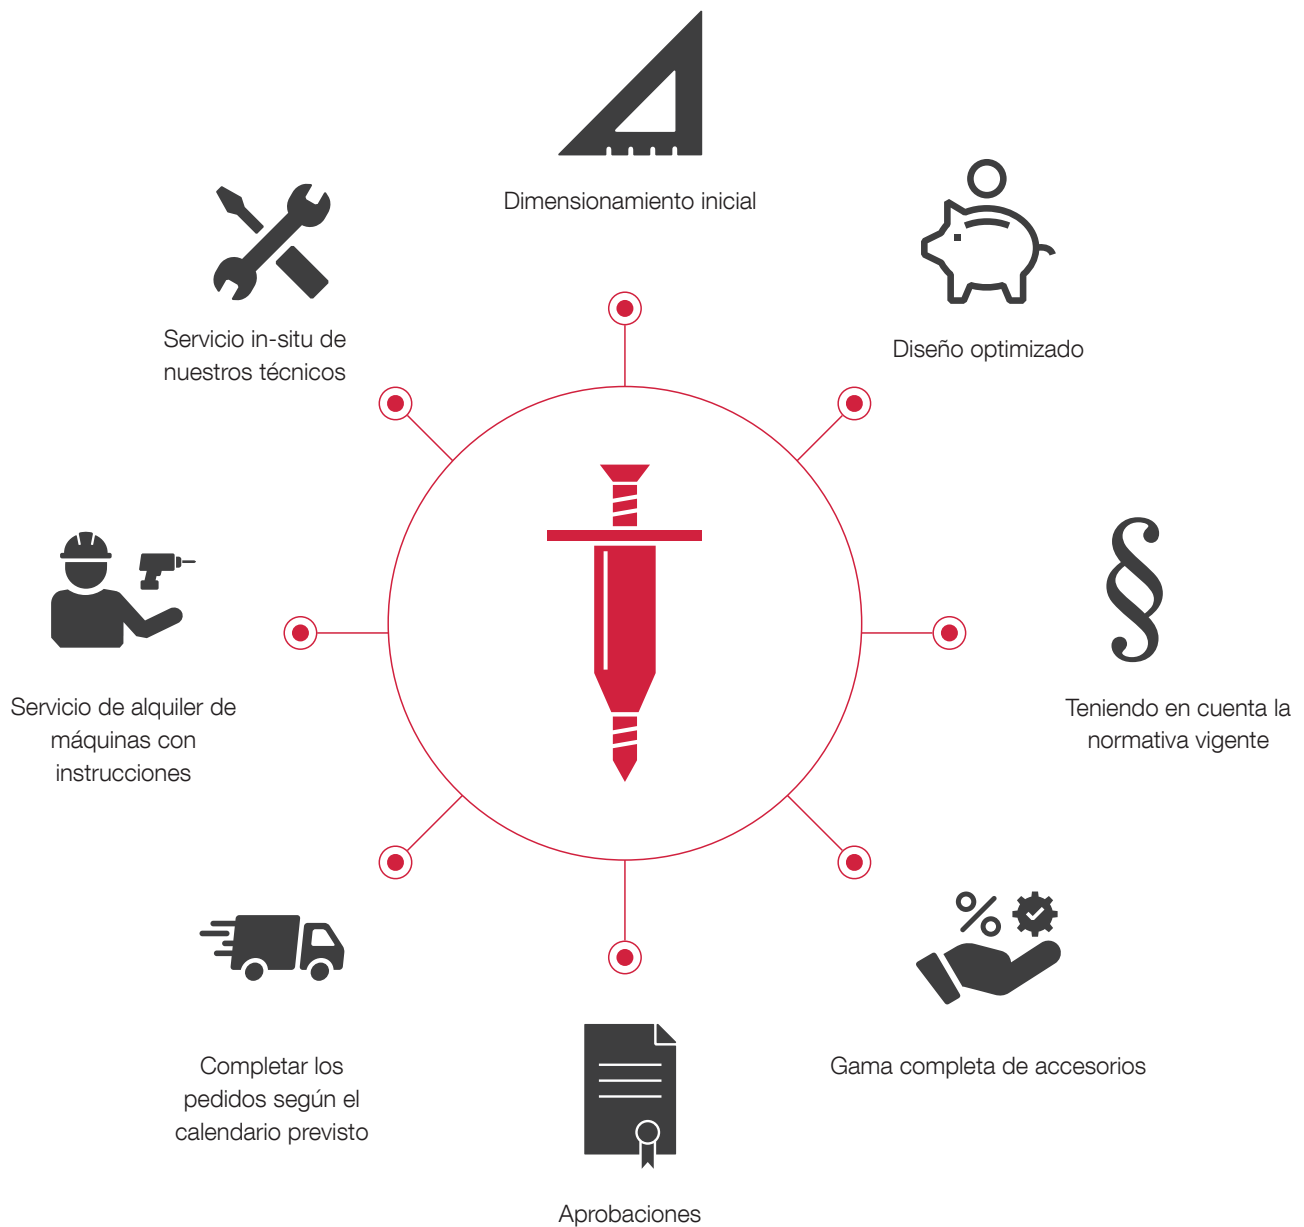 Dimensionamiento inicial
Diseño optimizado
Teniendo en cuenta la
normativa vigente
Gama completa de accesorios
Aprobaciones
Completar los
pedidos según el
calendario previsto
Servicio de alquiler de
máquinas con
instrucciones
Servicio in-situ de
nuestros técnicos